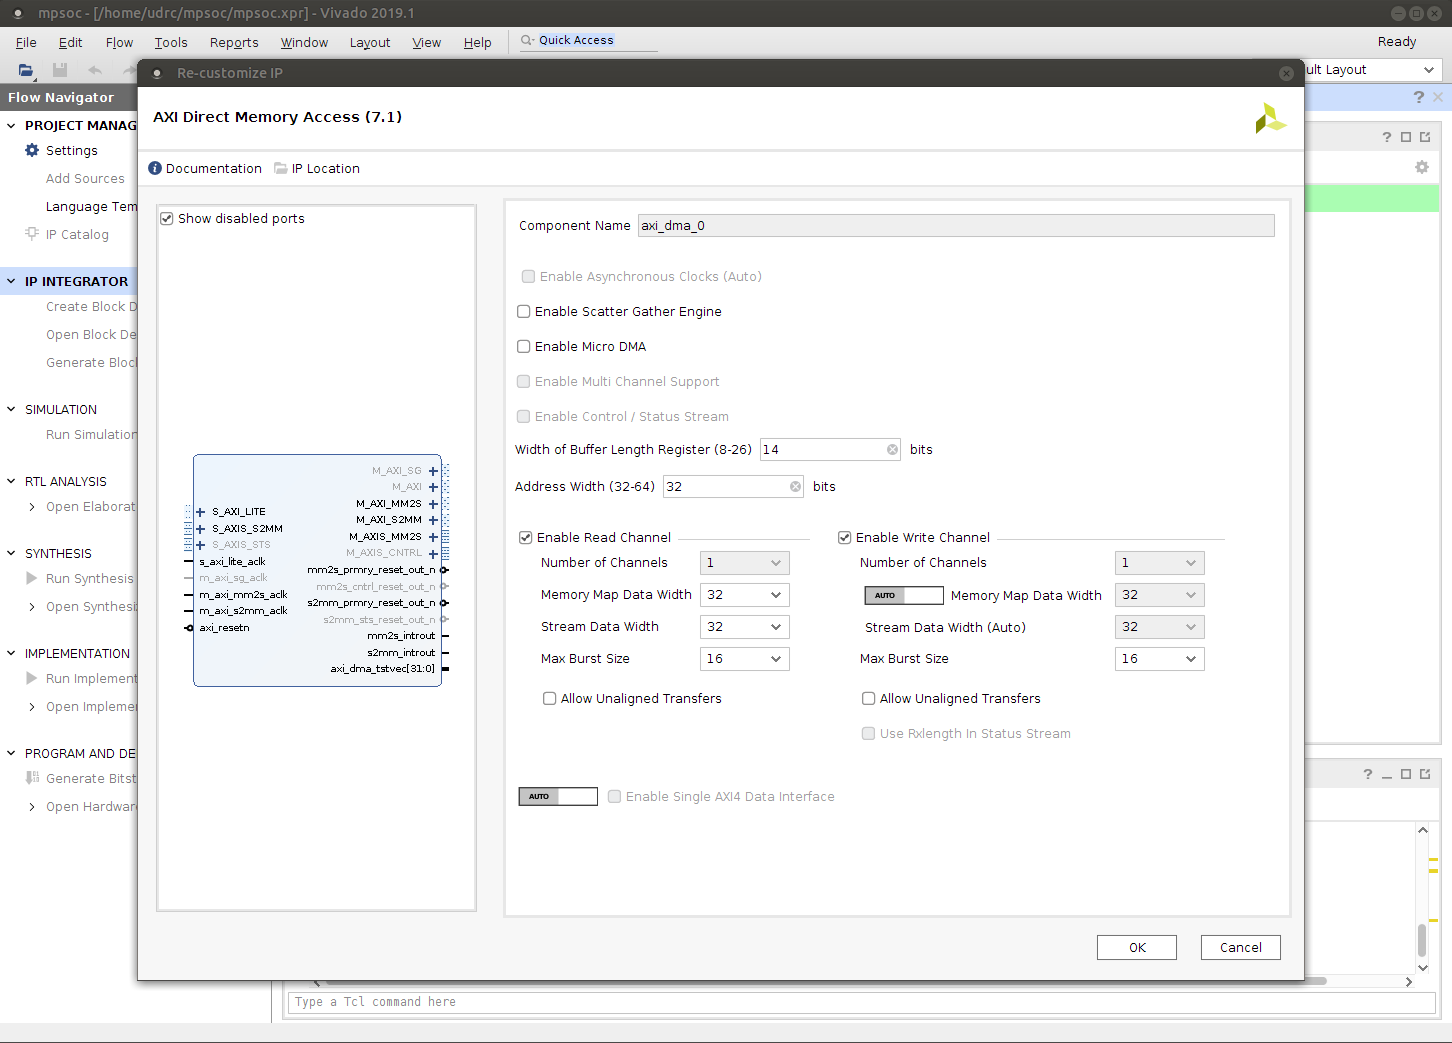 mpsoc - [/home/udrc/mpsoc/mpsoc.xpr] - Vivado 2019.1
File Edit Flow Tools Reports Window Layout View Help Quick Access Ready
ult Layout
Flow Navigator
PROJECT MANAG
Settings
Add Sources
Language Tem
IP Catalog
IP INTEGRATOR
Create Block D
Open Block De
Generate Bloc
SIMULATION
Run Simulation
RTL ANALYSIS
Open Elaborat
SYNTHESIS
Run Synthesis
Open Synthesi
IMPLEMENTATION
Run Implement
Open Impleme
PROGRAM AND DE
Generate Bitst
Open Hardwar
Re-customize IP
AXI Direct Memory Access (7.1)
Documentation IP Location
Show disabled ports
M_AXI_SG
M_AXI
M_AXI_MM2S
S_AXI_LITE M_AXI_S2MM
S_AXIS_S2MM M_AXIS_MM2S
S_AXIS_STS M_AXIS_CNTRL
s_axi_lite_aclk mm2s_prmry_reset_out_n
m_axi_sg_aclk mm2s_cntrl_reset_out_n
m_axi_mm2s_aclk s2mm_prmry_reset_out_n
m_axi_s2mm_aclk s2mm_sts_reset_out_n
axi_resetn mm2s_introut
s2mm_introut
axi_dma_tstvec[31:0]
Component Name axi_dma_0
Enable Asynchronous Clocks (Auto)
Enable Scatter Gather Engine
Enable Micro DMA
Enable Multi Channel Support
Enable Control / Status Stream
Width of Buffer Length Register (8-26) 14 bits
Address Width (32-64) 32 bits
Enable Read Channel Enable Write Channel
Number of Channels 1 Number of Channels 1
Memory Map Data Width 32 AUTO Memory Map Data Width 32
Stream Data Width 32 Stream Data Width (Auto) 32
Max Burst Size 16 Max Burst Size 16
Allow Unaligned Transfers Allow Unaligned Transfers
Use Rxlength In Status Stream
AUTO Enable Single AXI4 Data Interface
OK Cancel
Type a Tcl command here